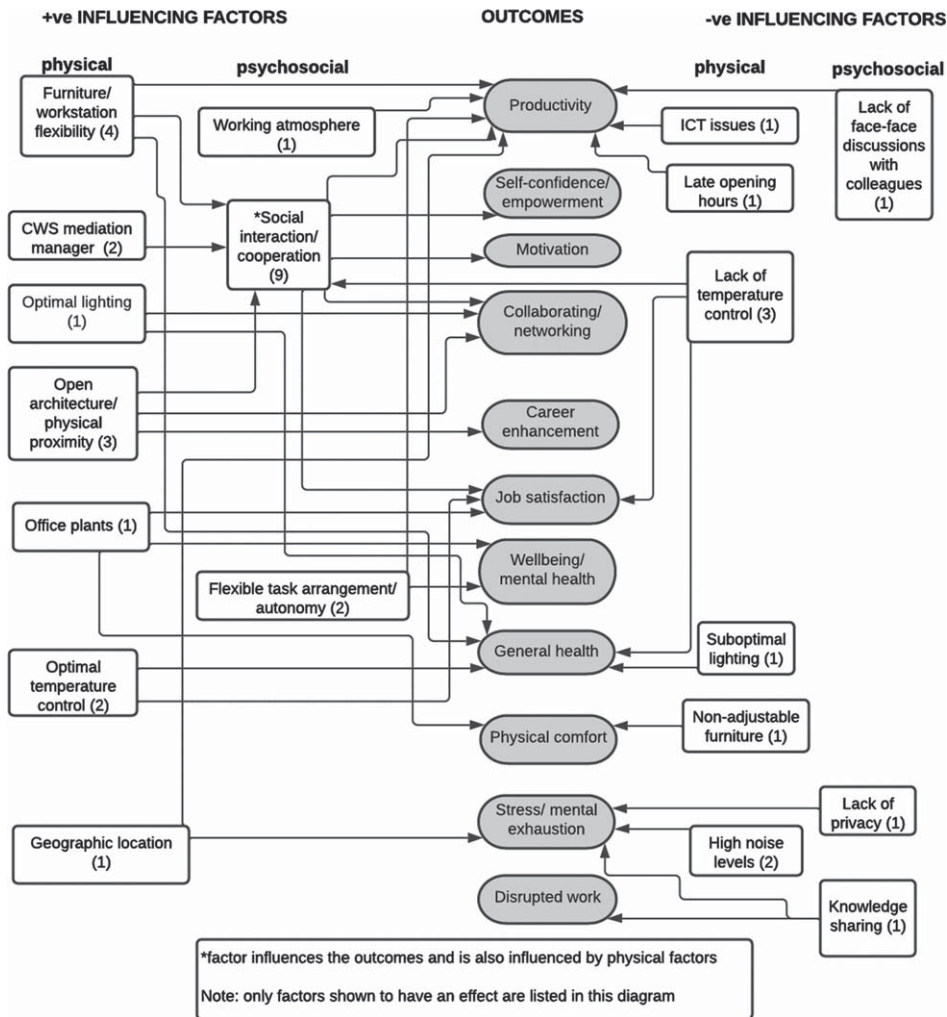 +ve INFLUENCING FACTORS
OUTCOMES
-ve INFLUENCING FACTORS
physical
psychosocial
physical
psychosocial
Furniture/
workstation
flexibility (4)
Working atmosphere
(1)
Productivity
ICT issues (1)
Lack of
face-face
discussions
with
colleagues
(1)
Late opening
hours (1)
Self-confidence/
empowerment
CWS mediation
manager (2)
*Social
interaction/
cooperation
(9)
Motivation
Lack of
temperature
control (3)
Optimal lighting
(1)
Collaborating/
networking
Open
architecture/
physical
proximity (3)
Career
enhancement
Job satisfaction
Office plants (1)
Wellbeing/
mental health
Flexible task arrangement/
autonomy (2)
General health
Suboptimal
lighting (1)
Optimal
temperature
control (2)
Physical comfort
Non-adjustable
furniture (1)
Stress/ mental
exhaustion
Lack of
privacy (1)
Geographic location
(1)
High noise
levels (2)
Disrupted work
Knowledge
sharing (1)
*factor influences the outcomes and is also influenced by physical factors
Note: only factors shown to have an effect are listed in this diagram